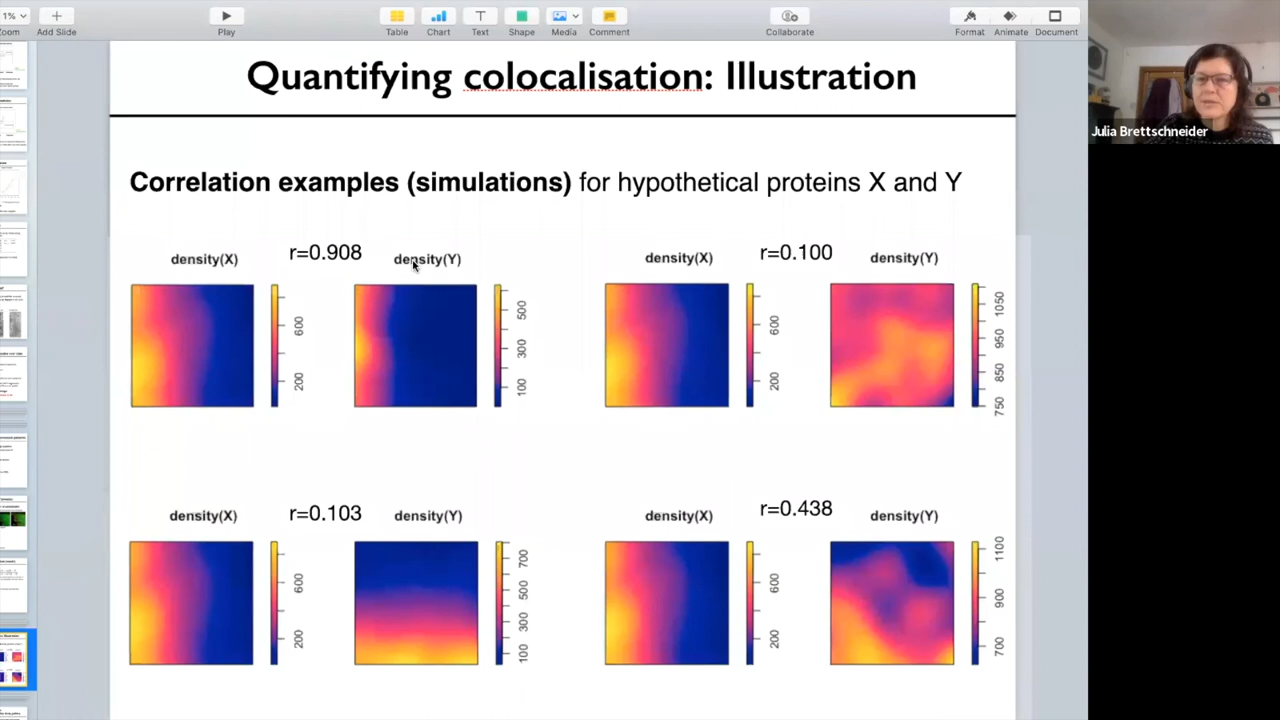 1%
Zoom
Add Slide
Play
Table
Chart
Text
Shape
Media
Comment
Collaborate
Format
Animate
Document
Julia Brettschneider
Quantifying colocalisation: Illustration
Correlation examples (simulations) for hypothetical proteins X and Y
density(X)
r=0.908
density(Y)
200
600
100
300
500
density(X)
r=0.100
density(Y)
200
600
750
850
950
1050
density(X)
r=0.103
density(Y)
200
600
100
300
500
700
density(X)
r=0.438
density(Y)
200
600
700
900
1100